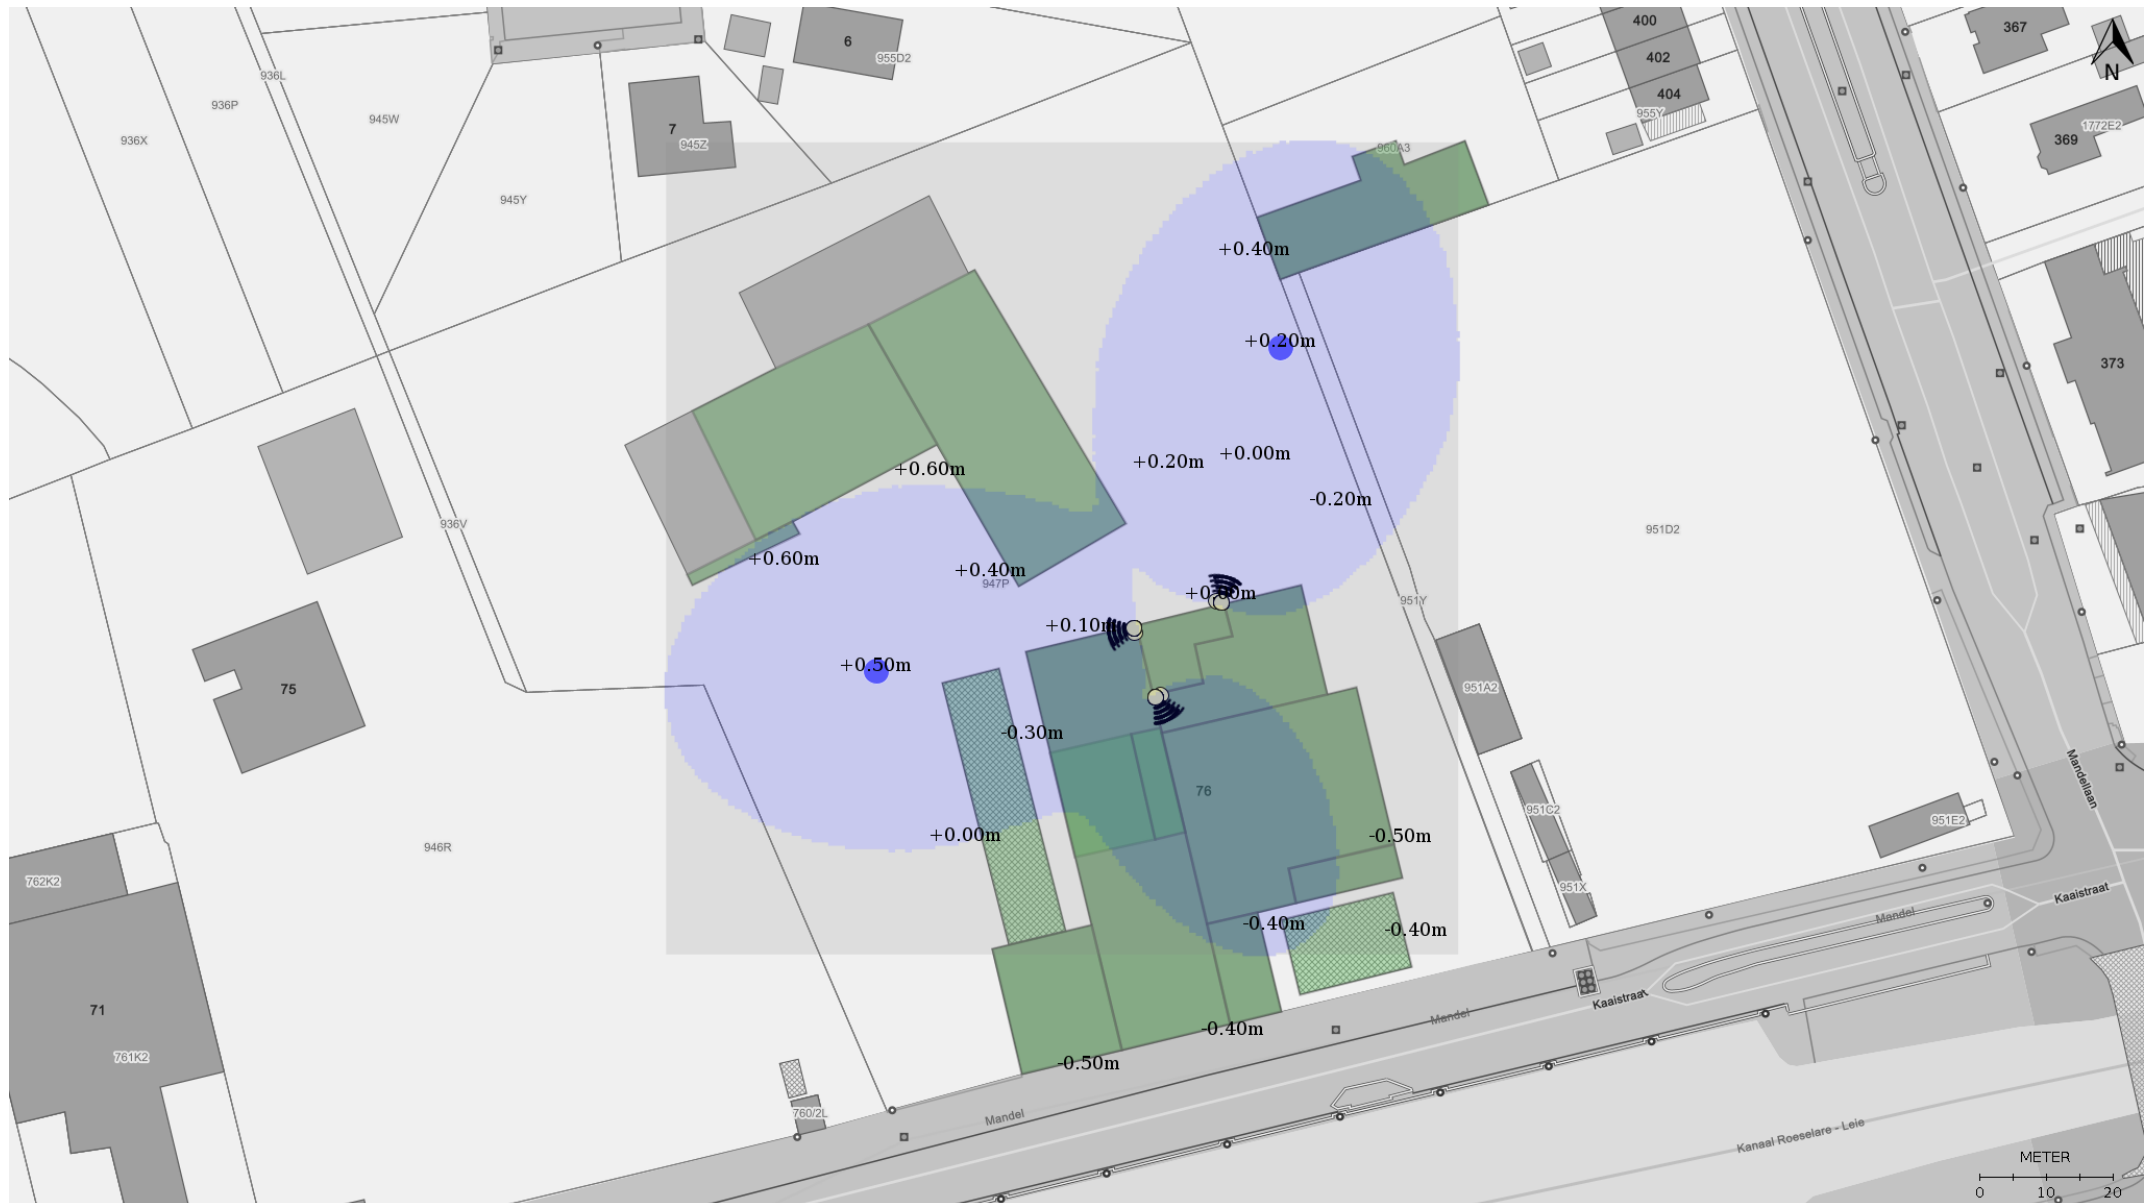 400
367
6
955D2
402
N
936L
404
936P
955Y
945W
1772E2
7
369
936X
945Z
960A3
945Y
+0.40m
+0.20m
373
+0.00m
+0.20m
+0.60m
-0.20m
936V
951D2
+0.60m
+0.40m
947P
+0.00m
951Y
+0.10m
+0.50m
75
951A2
-0.30m
Mandellaan
76
951C2
951E2
+0.00m
-0.50m
946R
762K2
951X
Kaaistraat
Mandel
-0.40m
-0.40m
Kaaistraat
71
Mandel
-0.40m
761K2
-0.50m
760/2L
Mandel
Kanaal Roeselare - Leie
METER
0 10 20